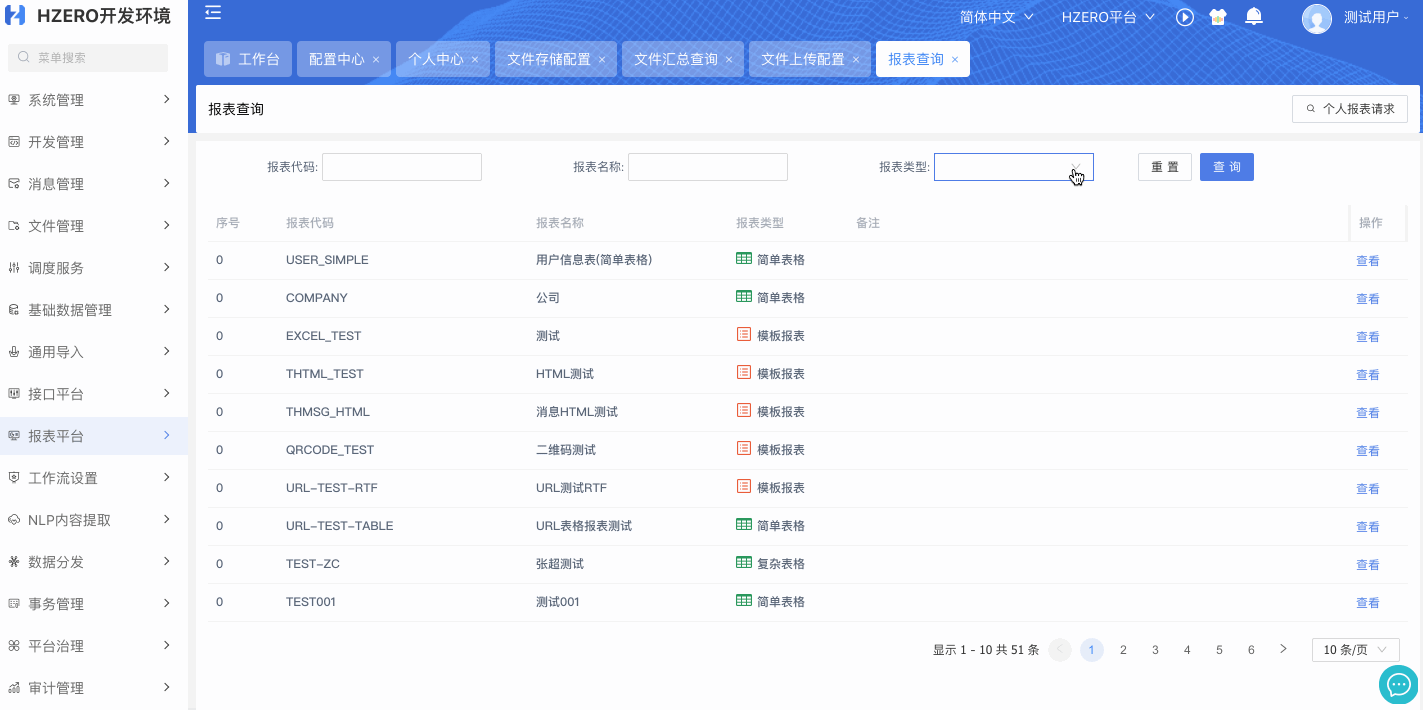 HZERO开发环境
简体中文
HZERO平台
测试用户
菜单搜索
工作台
配置中心 ×
个人中心 ×
文件存储配置 ×
文件汇总查询 ×
文件上传配置 ×
报表查询 ×
系统管理
开发管理
消息管理
文件管理
调度服务
基础数据管理
通用导入
接口平台
报表平台
工作流设置
NLP内容提取
数据分发
事务管理
平台治理
审计管理
报表查询
个人报表请求
报表代码:
报表名称:
报表类型:
重 置
查 询
序号 报表代码 报表名称 报表类型 备注 操作
0 USER_SIMPLE 用户信息表(简单表格) 简单表格 查看
0 COMPANY 公司 简单表格 查看
0 EXCEL_TEST 测试 模板报表 查看
0 THTML_TEST HTML测试 模板报表 查看
0 THMSG_HTML 消息HTML测试 模板报表 查看
0 QRCODE_TEST 二维码测试 模板报表 查看
0 URL-TEST-RTF URL测试RTF 模板报表 查看
0 URL-TEST-TABLE URL表格报表测试 简单表格 查看
0 TEST-ZC 张超测试 复杂表格 查看
0 TEST001 测试001 简单表格 查看
显示 1 - 10 共 51 条 1 2 3 4 5 6 10 条/页